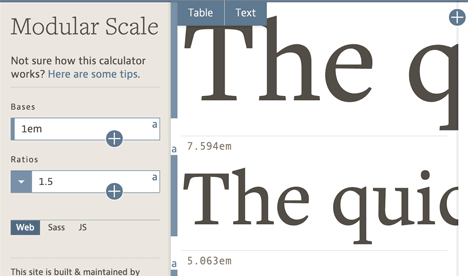 Modular Scale
Not sure how this calculator
works? Here are some tips.
Bases
1em
a
Ratios
1.5
a
Web Sass JS
This site is built & maintained by
Table Text
The q
a
7.594em
The quic
a
5.063em